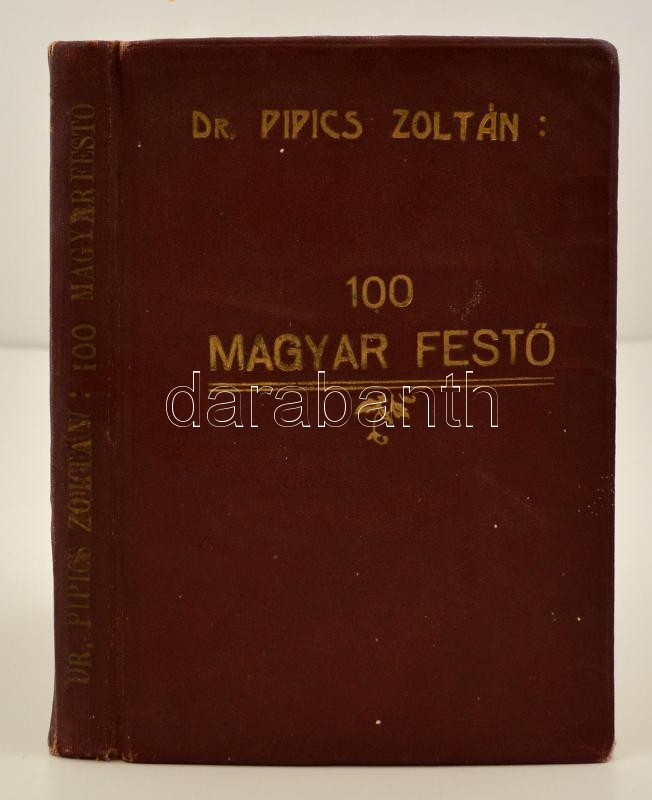 DR. PIPICS ZOLTÁN :
100
MAGYAR FESTŐ
darabanth
DR. PIPICS ZOLTÁN : 100 MAGYAR FESTŐ